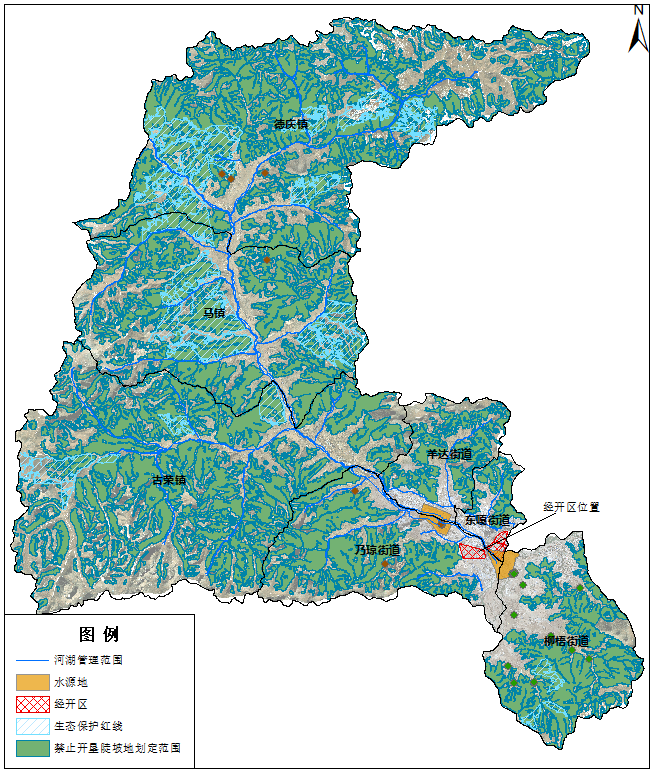 N
德庆镇
马镇
羊达街道
古荣镇
经开区位置
东嘎街道
乃琼街道
柳梧街道
图例
河湖管理范围
水源地
经开区
生态保护红线
禁止开垦陡坡地划定范围